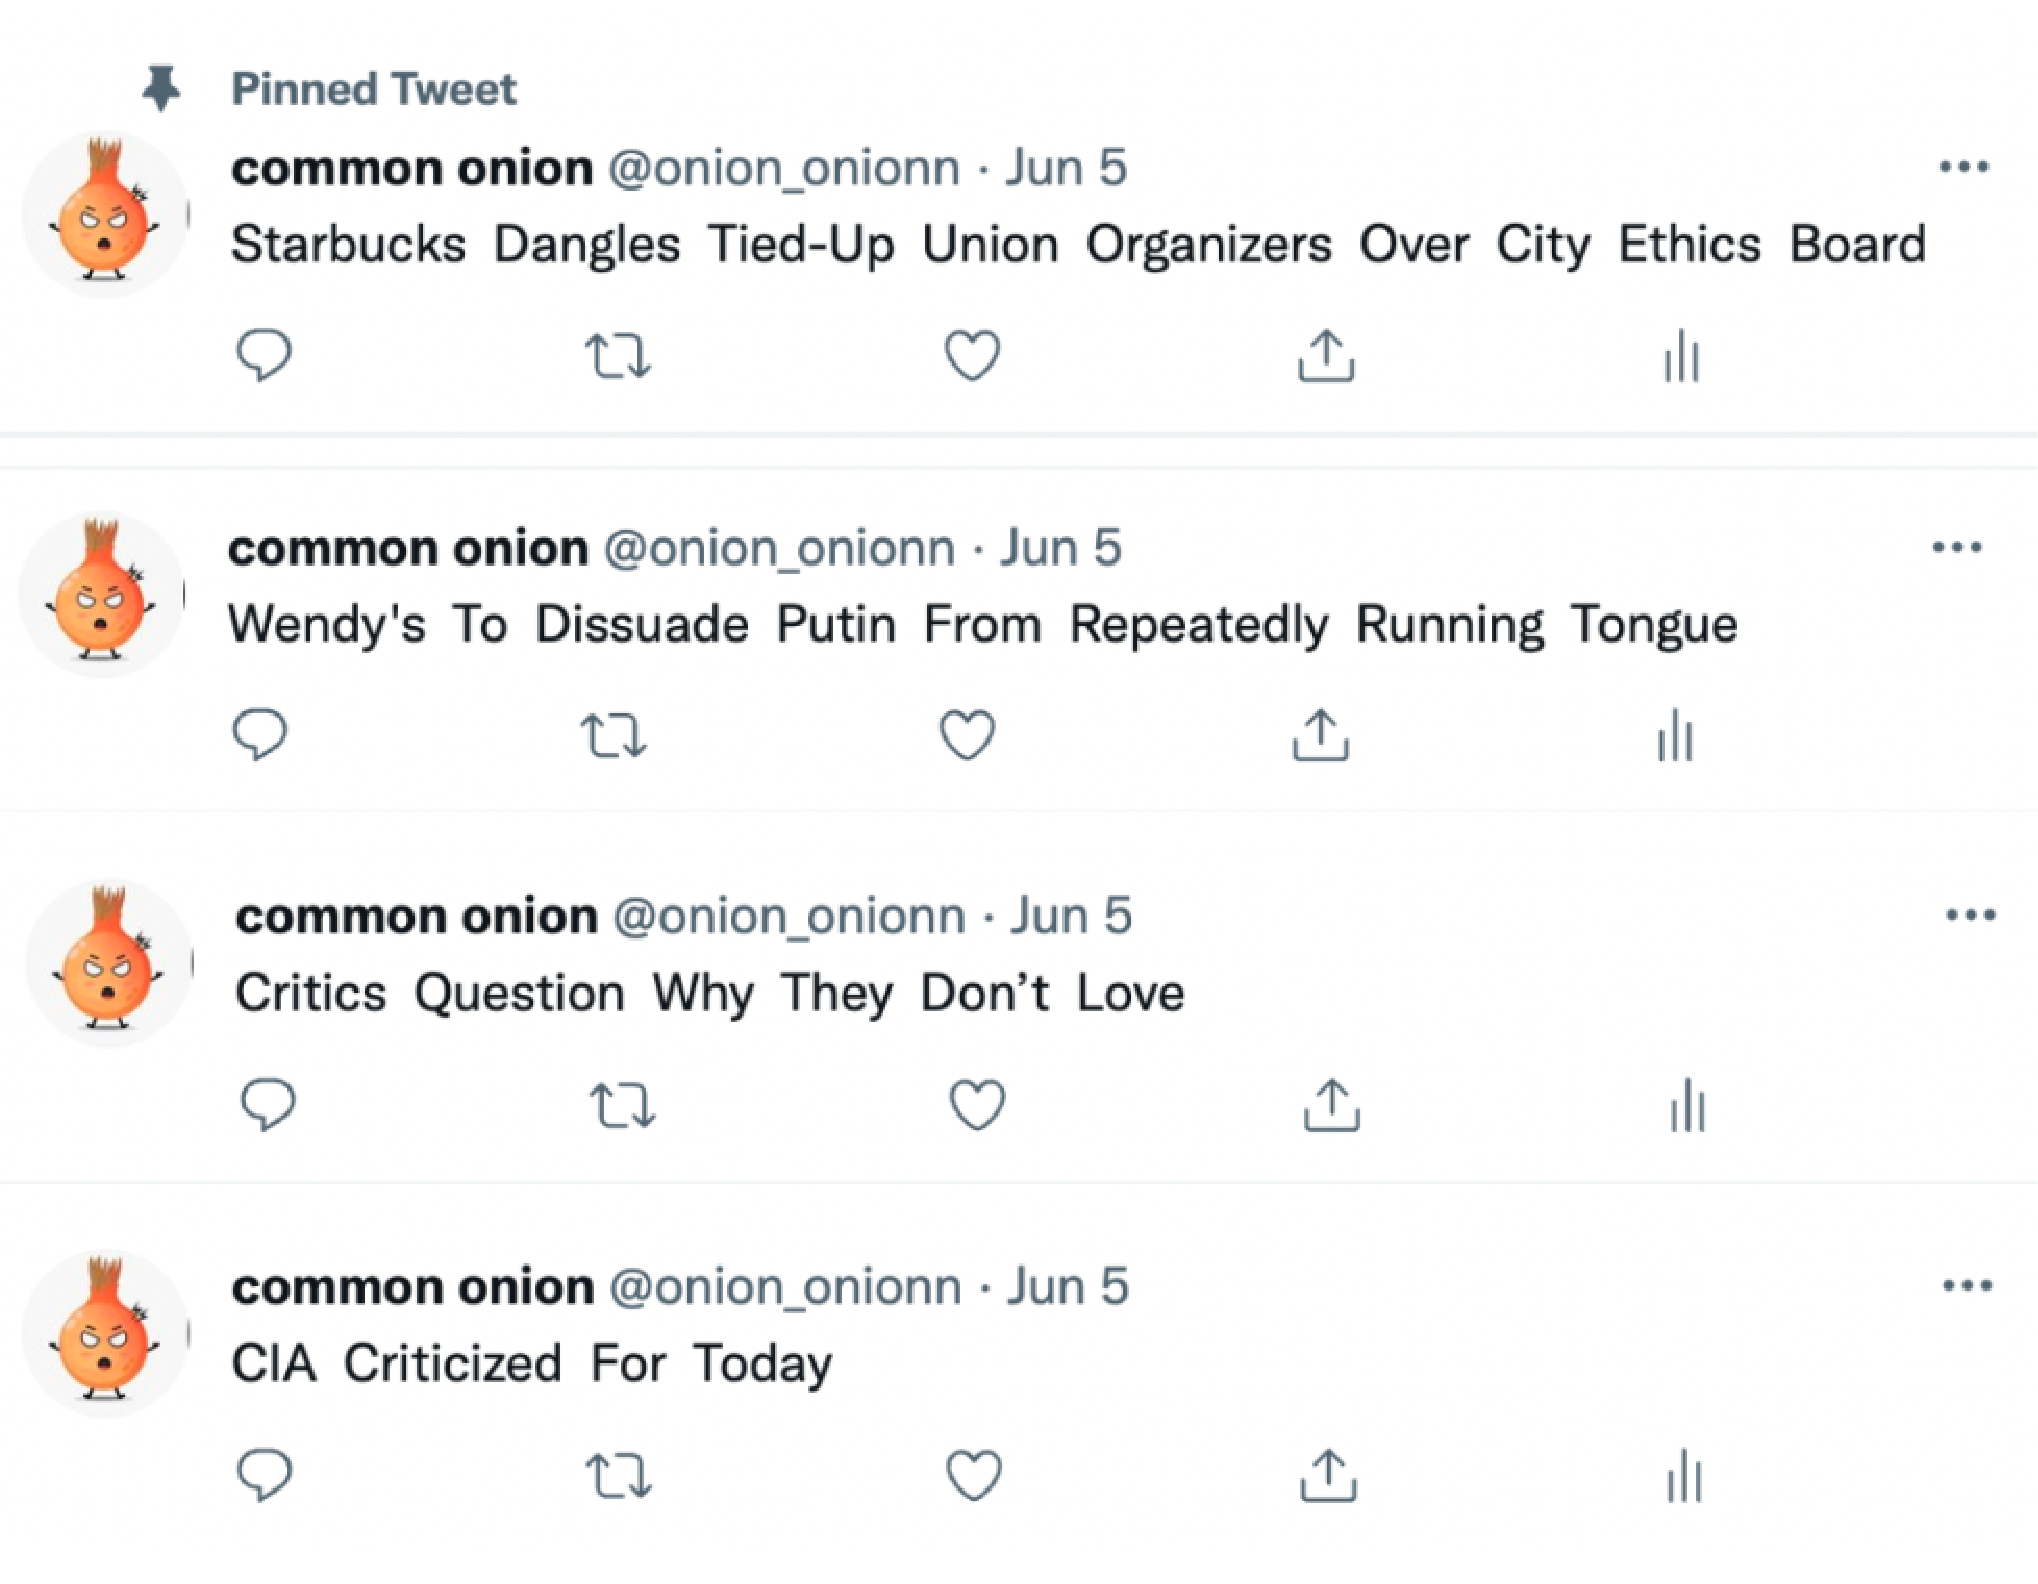 Pinned Tweet
common onion @onion_onionn · Jun 5
Starbucks Dangles Tied-Up Union Organizers Over City Ethics Board
common onion @onion_onionn · Jun 5
Wendy's To Dissuade Putin From Repeatedly Running Tongue
common onion @onion_onionn · Jun 5
Critics Question Why They Don’t Love
common onion @onion_onionn · Jun 5
CIA Criticized For Today